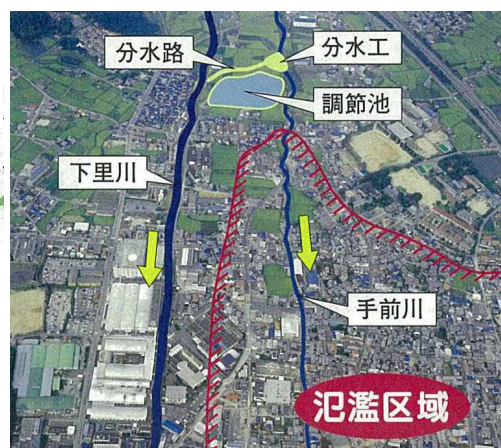 分水路
分水工
調節池
下里川
手前川
氾濫区域